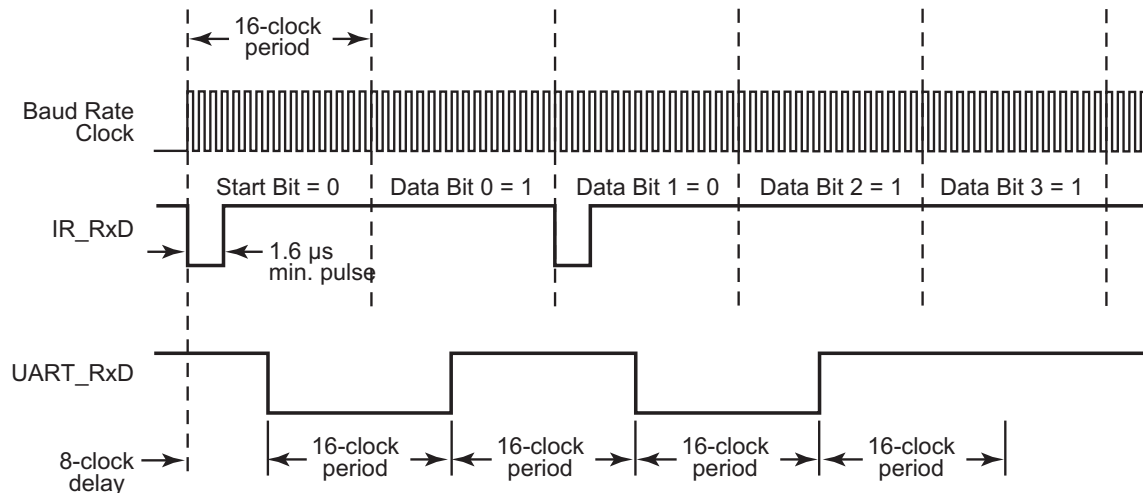 16-clock
period
Baud Rate
Clock
Start Bit = 0
Data Bit 0 = 1
Data Bit 1 = 0
Data Bit 2 = 1
Data Bit 3 = 1
IR_RxD
1.6 µs
min. pulse
UART_RxD
16-clock
period
16-clock
period
16-clock
period
16-clock
period
8-clock
delay